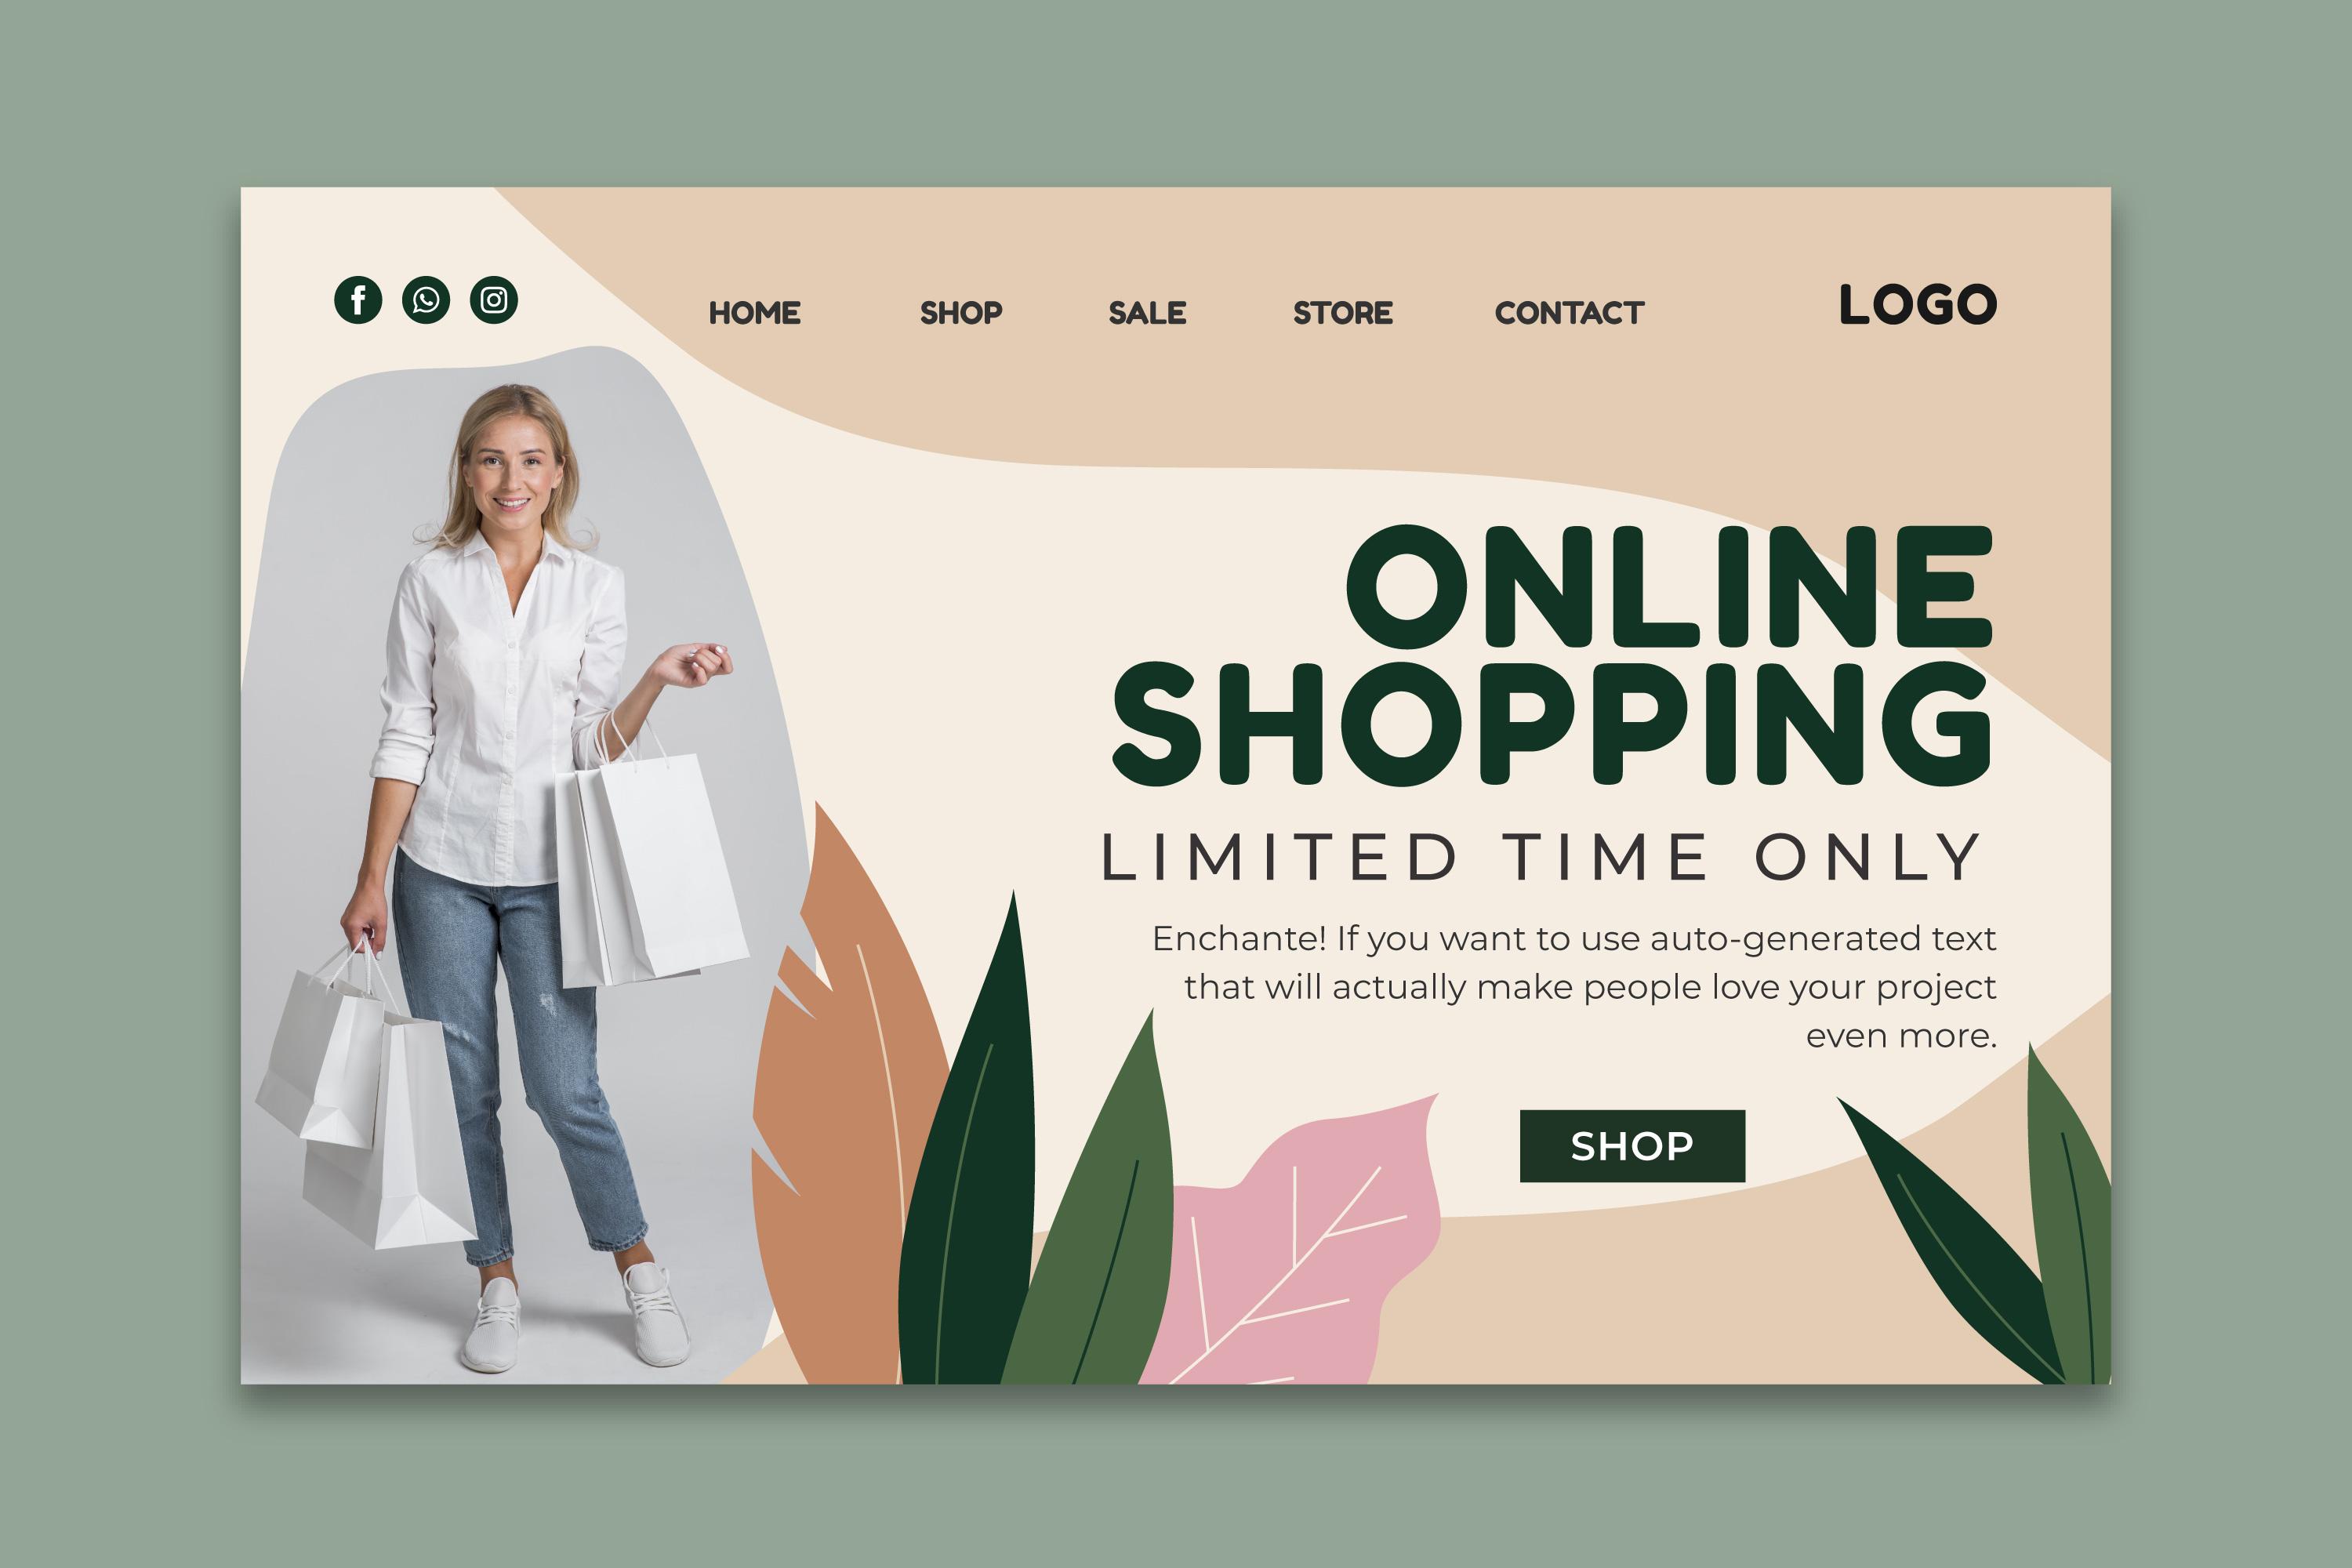 HOME SHOP SALE STORE CONTACT
LOGO
ONLINE
SHOPPING
LIMITED TIME ONLY
Enchante! If you want to use auto-generated text
that will actually make people love your project
even more.
SHOP